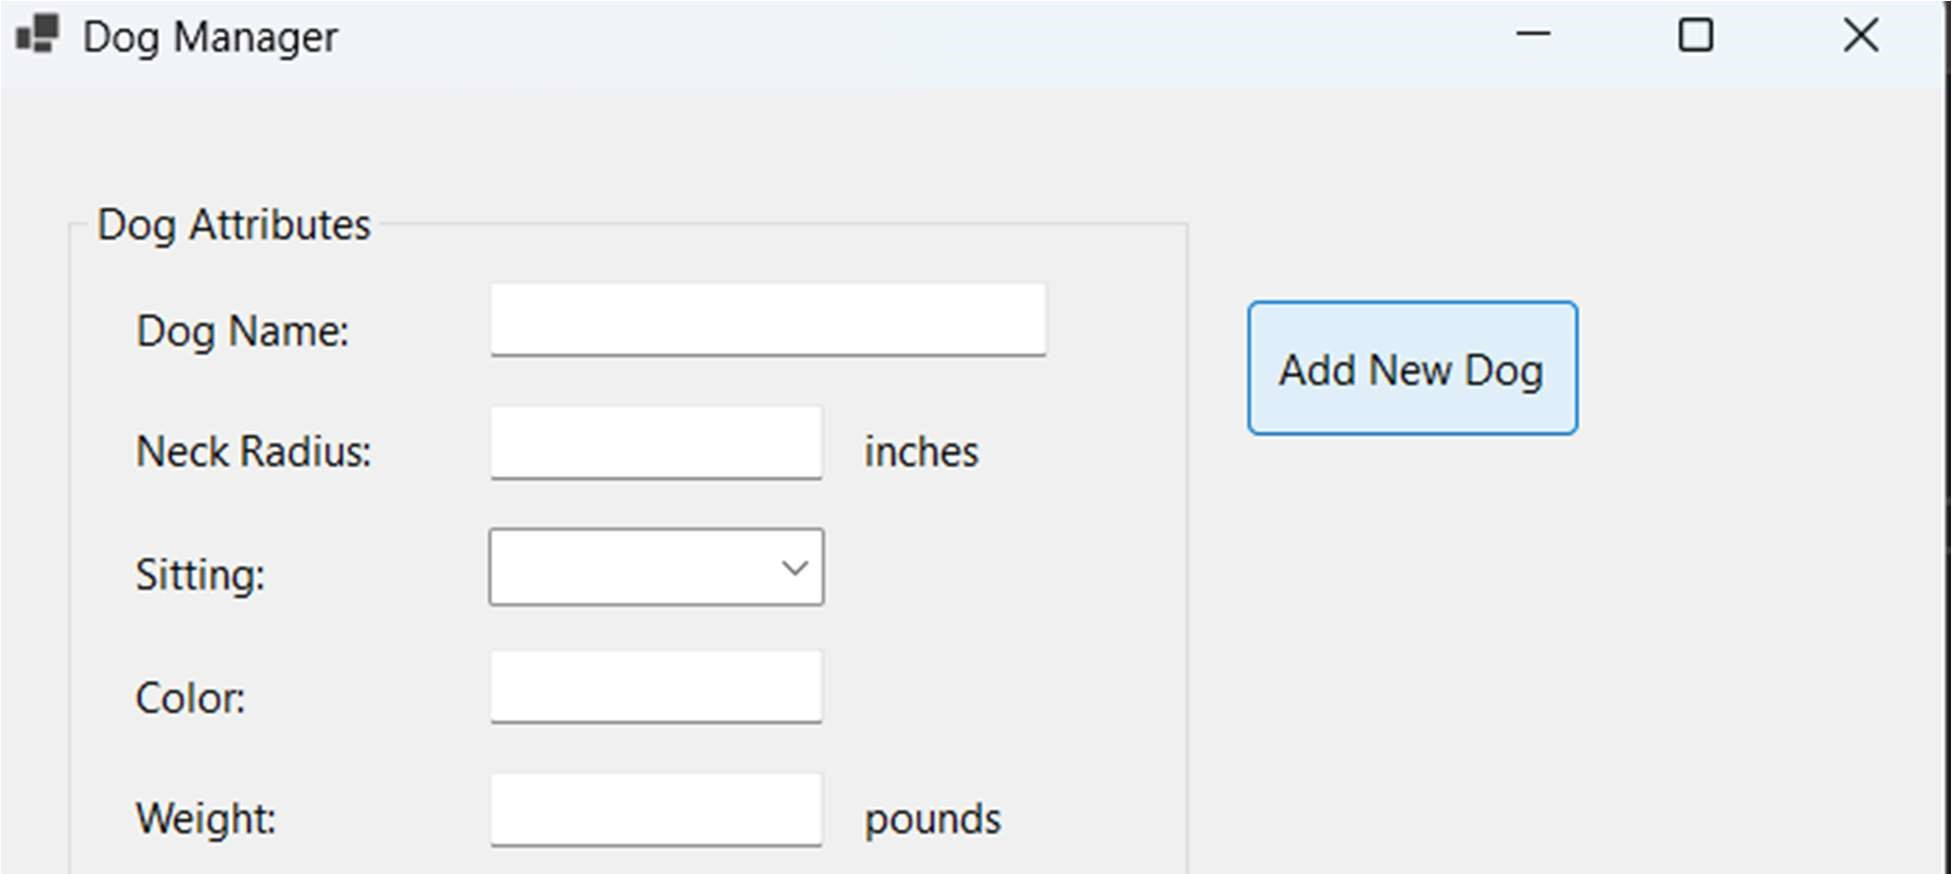 Dog Manager
Dog Attributes
Dog Name:
Add New Dog
Neck Radius: inches
Sitting:
Color:
Weight: pounds